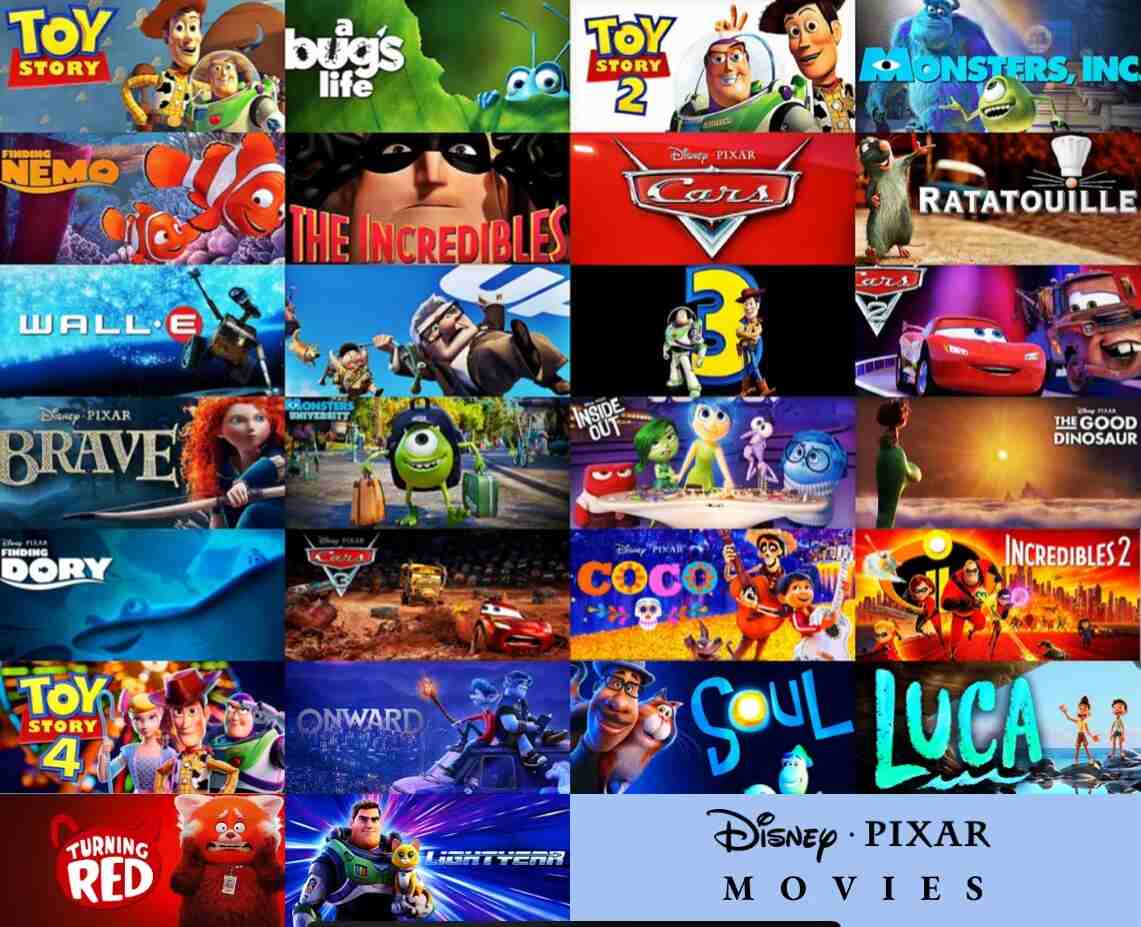 TOY
STORY
a
bug's
life
TOY
STORY
2
MONSTERS, INC
FINDING
NEMO
THE INCREDIBLES
Disney PIXAR
Cars
RATATOUILLE
WALL·E
UP
3
Cars
2
Disney · PIXAR
BRAVE
MONSTERS
UNIVERSITY
INSIDE
OUT
Disney PIXAR
THE GOOD
DINOSAUR
Disney PIXAR
FINDING
DORY
Disney PIXAR
Cars
3
Disney PIXAR
COCO
INCREDIBLES 2
TOY
STORY
4
ONWARD
SOUL
LUCA
TURNING
RED
LIGHTYEAR
Disney · PIXAR
MOVIES